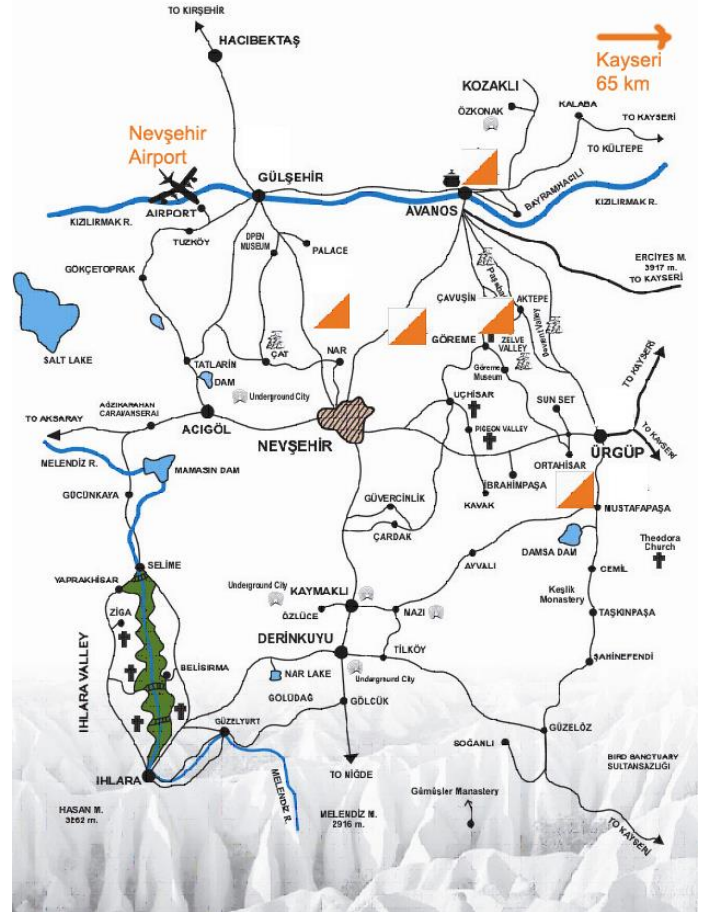 TO KIRŞEHİR
HACIBEKTAŞ
Kayseri
65 km
KOZAKLI
ÖZKONAK
KALABA
TO KAYSERİ
TO KÜLTEPE
Nevşehir
Airport
GÜLŞEHİR
AVANOS
BAYRAMHACILI
KIZILIRMAK R.
AIRPORT
KIZILIRMAK R.
TUZKÖY
OPEN
MUSEUM
PALACE
GÖKÇETOPRAK
ERCİYES M.
3917 m.
TO KAYSERİ
ÇAVUŞİN
AKTEPE
SALT LAKE
GÖREME
ZELVE
VALLEY
Devrent Valley
TATLARİN
DAM
ÇAT
NAR
Göreme
Museum
TO KAYSERİ
Underground City
UÇHİSAR
SUN SET
AĞZIKARAHAN
CARAVANSERAI
TO AKSARAY
ACIGÖL
NEVŞEHİR
PIGEON VALLEY
ÜRGÜP
TO KAYSERİ
MELENDİZ R.
MAMASIN DAM
ORTAHİSAR
İBRAHİMPAŞA
GÜCÜNKAYA
GÜVERCİNLİK
KAVAK
MUSTAFAPAŞA
ÇARDAK
DAMSA DAM
Theodora
Church
SELİME
AYVALI
CEMİL
YAPRAKHİSAR
Underground City
KAYMAKLI
Keşlik
Monastery
ZİGA
ÖZLÜCE
NAZI
TAŞKINPAŞA
DERİNKUYU
TİLKÖY
ŞAHİNEFENDİ
IHLARA VALLEY
BELİSIRMA
NAR LAKE
Underground City
GÖLÜDAĞ
GÖLCÜK
GÜZELYURT
GÜZELÖZ
SOĞANLI
BIRD SANCTUARY
SULTANSAZLIĞI
IHLARA
TO NİĞDE
MELENDİZ R.
Gümüşler Manastery
HASAN M.
3262 m.
MELENDİZ M.
2916 m.
TO KAYSERİ